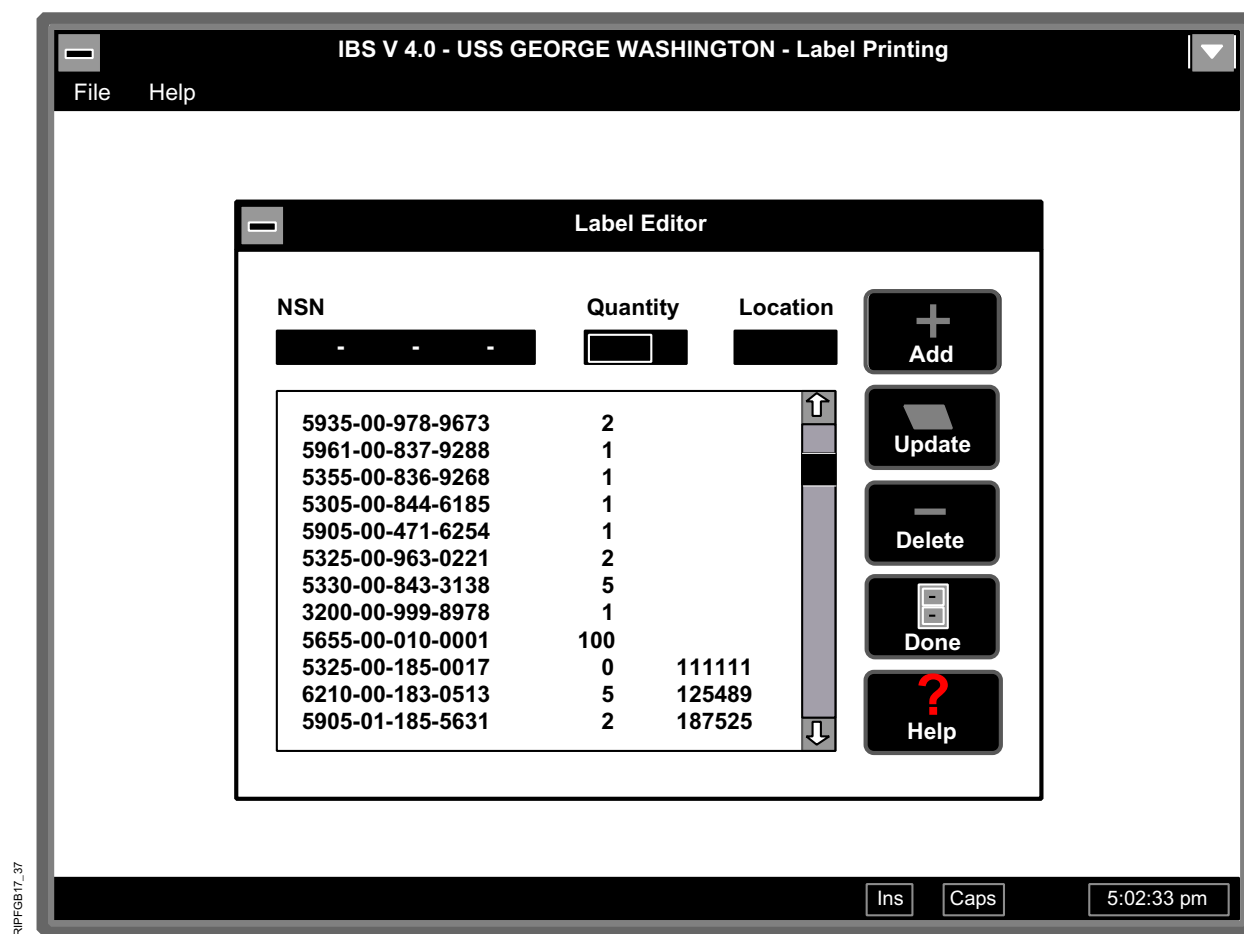 IBS V 4.0 - USS GEORGE WASHINGTON - Label Printing
File Help
Label Editor
NSN Quantity Location
- - -
Add
Update
Delete
Done
Help
5935-00-978-9673 2
5961-00-837-9288 1
5355-00-836-9268 1
5305-00-844-6185 1
5905-00-471-6254 1
5325-00-963-0221 2
5330-00-843-3138 5
3200-00-999-8978 1
5655-00-010-0001 100
5325-00-185-0017 0 111111
6210-00-183-0513 5 125489
5905-01-185-5631 2 187525
Ins Caps 5:02:33 pm
RIPFGB17_37